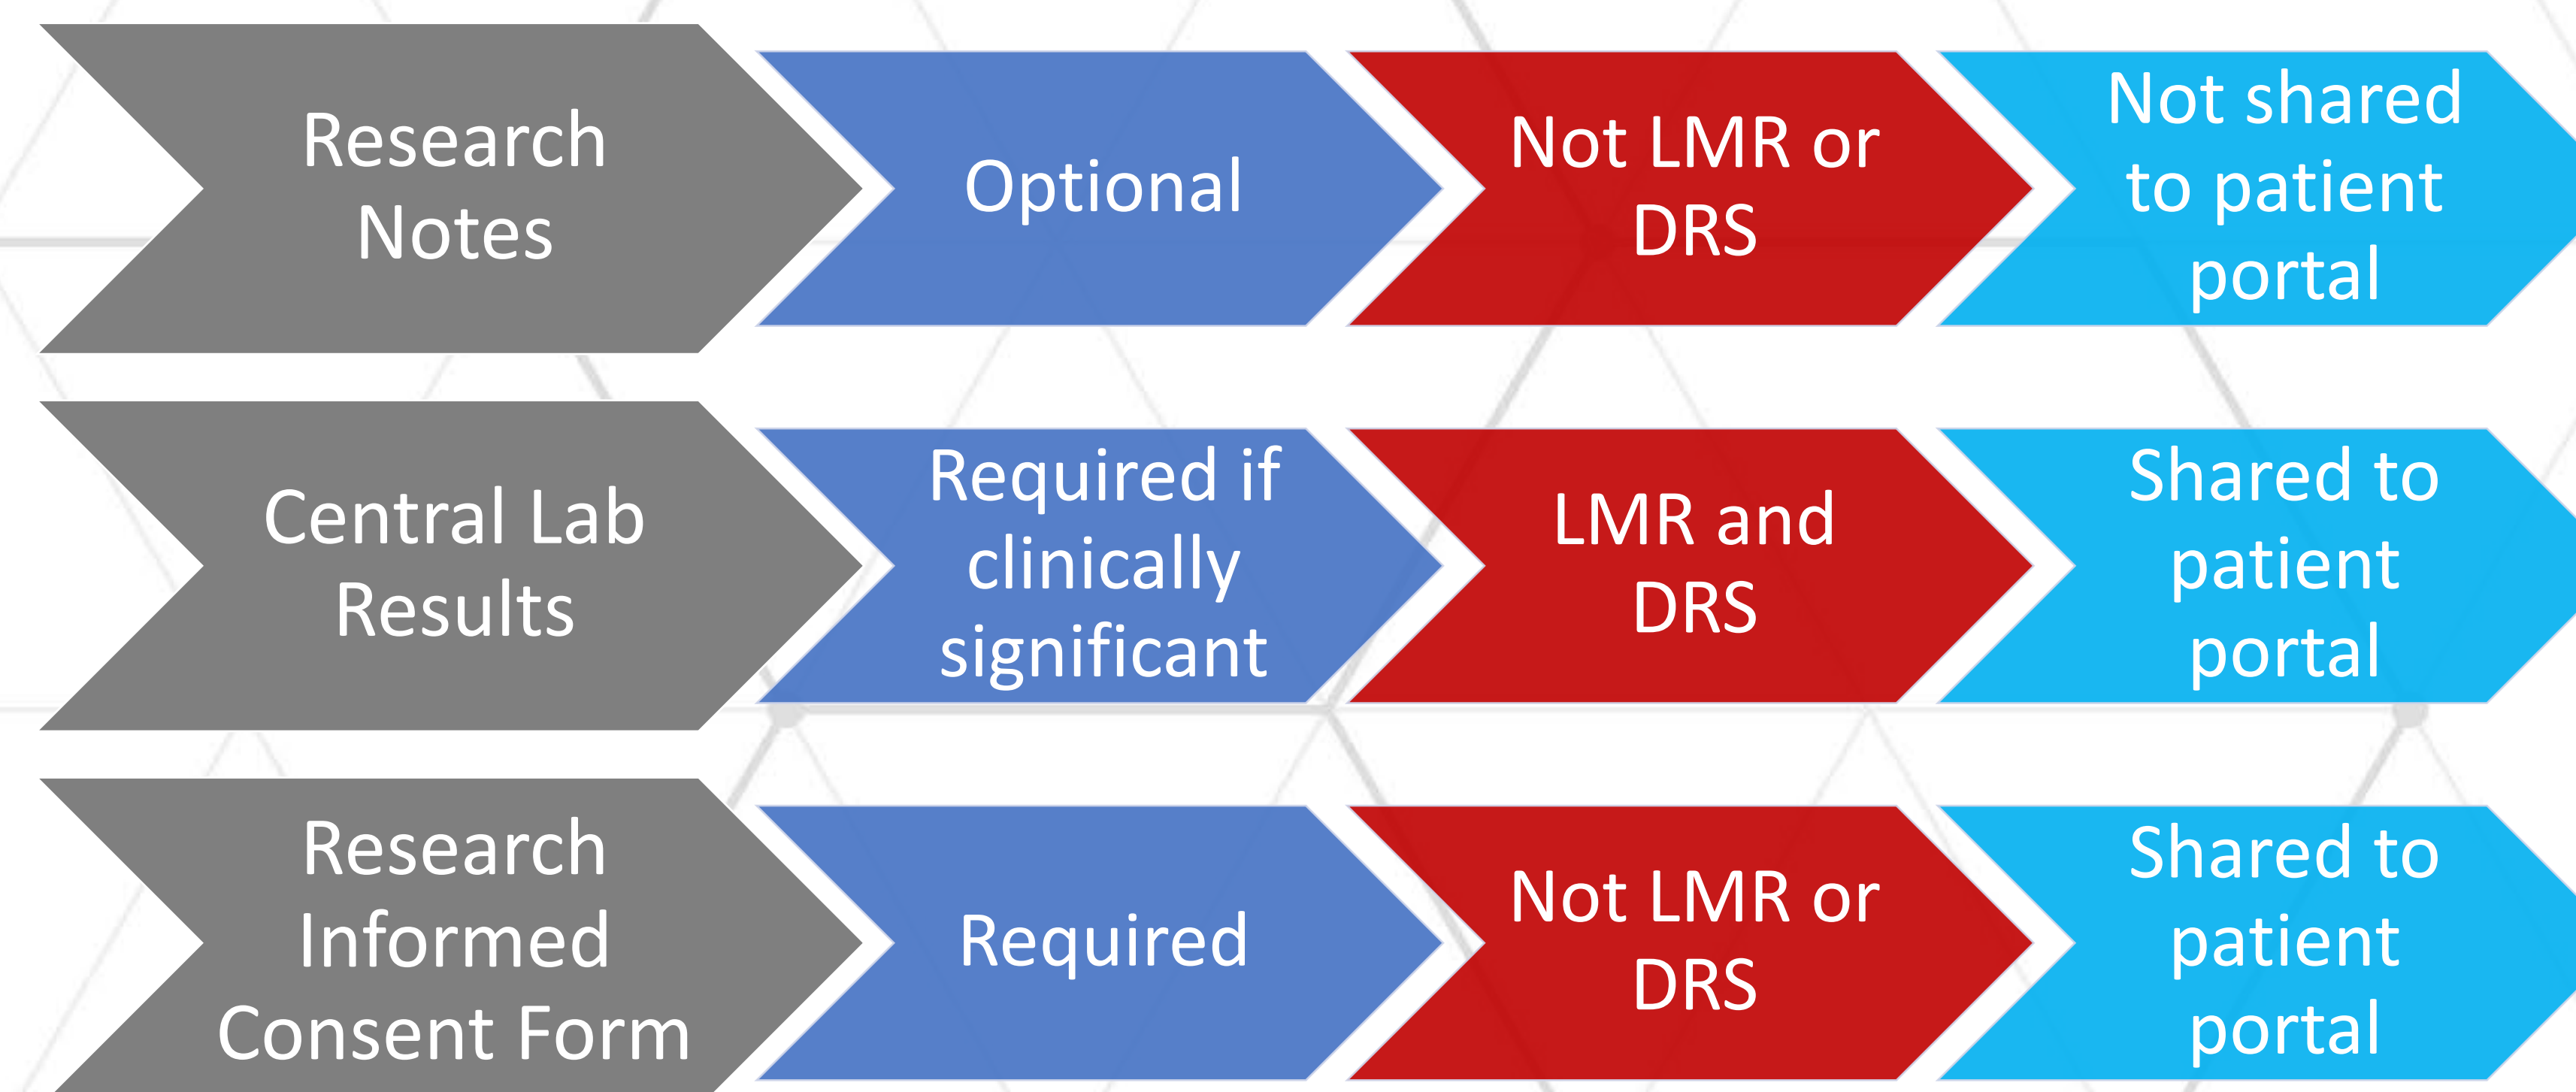 Research
Notes
Optional
Not LMR or
DRS
Not shared
to patient
portal
Central Lab
Results
Required if
clinically
significant
LMR and
DRS
Shared to
patient
portal
Research
Informed
Consent Form
Required
Not LMR or
DRS
Shared to
patient
portal